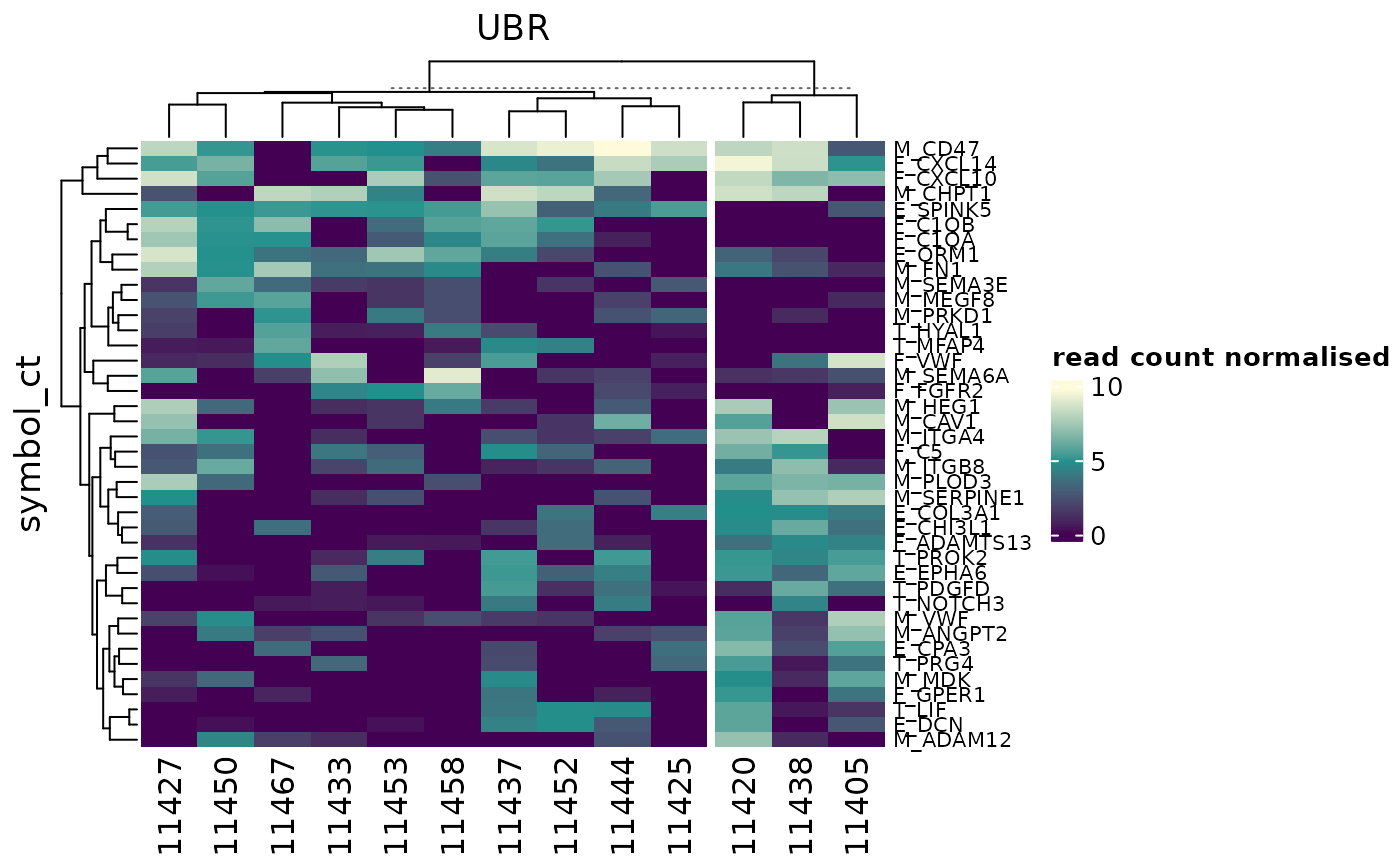 UBR
M_CD47
F_CXCL14
F_CXCL10
M_CHPT1
E_SPINK5
F_C1QB
F_C1QA
E_ORM1
M_FN1
M_SEMA3E
M_MEGF8
M_PRKD1
T_HYAL1
T_MFAP4
F_VWF
M_SEMA6A
F_FGFR2
M_HEG1
M_CAV1
M_ITGA4
F_C5
M_ITGB8
M_PLOD3
M_SERPINE1
E_COL3A1
E_CHI3L1
F_ADAMTS13
T_PROK2
E_EPHA6
T_PDGFD
T_NOTCH3
M_VWF
M_ANGPT2
E_CPA3
T_PRG4
M_MDK
F_GPER1
T_LIF
E_DCN
M_ADAM12
symbol_ct
11427
11450
11467
11433
11453
11458
11437
11452
11444
11425
11420
11438
11405
read count normalised
10
5
0